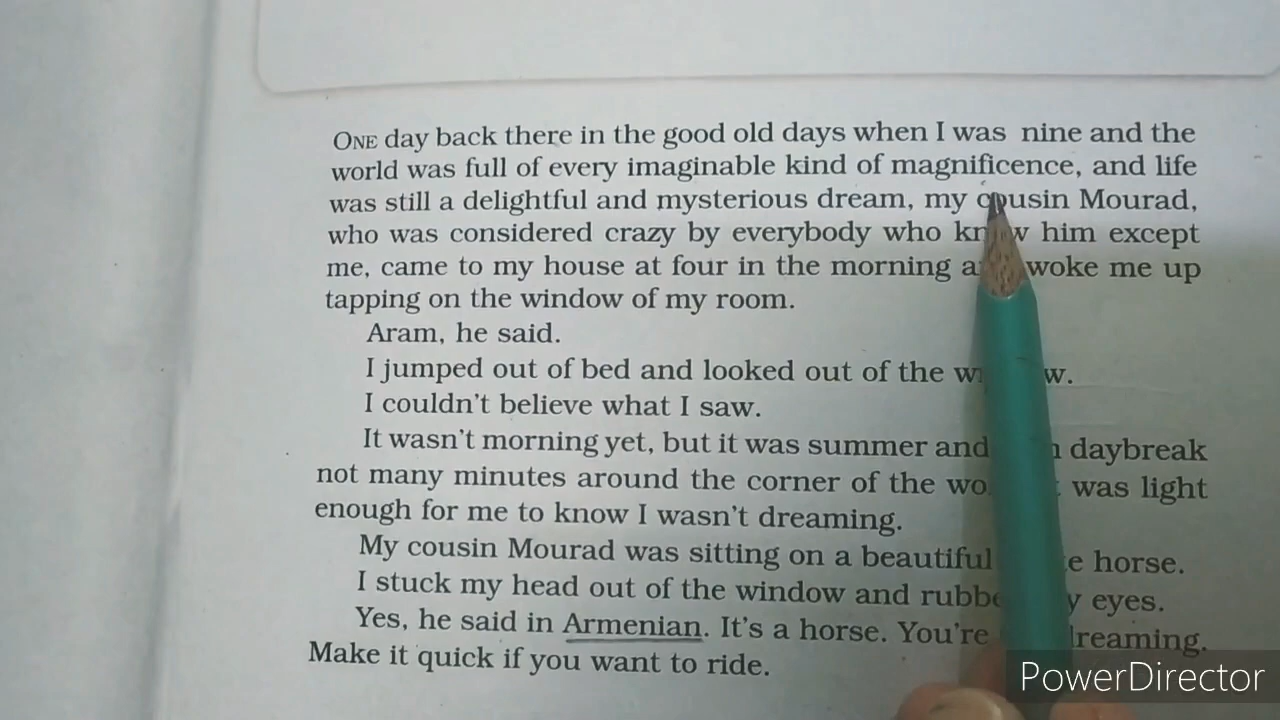 ONE day back there in the good old days when I was nine and the
world was full of every imaginable kind of magnificence, and life
was still a delightful and mysterious dream, my cousin Mourad,
who was considered crazy by everybody who knew him except
me, came to my house at four in the morning and woke me up
tapping on the window of my room.
Aram, he said.
I jumped out of bed and looked out of the window.
I couldn't believe what I saw.
It wasn't morning yet, but it was summer and daybreak
not many minutes around the corner of the was light
enough for me to know I wasn't dreaming.
My cousin Mourad was sitting on a beautiful horse.
I stuck my head out of the window and rubbed my eyes.
Yes, he said in Armenian. It's a horse. You're dreaming.
Make it quick if you want to ride.
PowerDirector